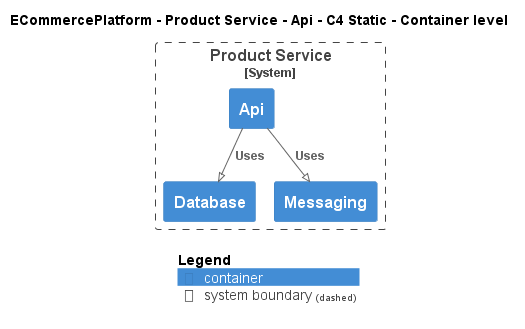 ECommercePlatform - Product Service - Api - C4 Static - Container level
Product Service
[System]
Api
Uses Uses
Database Messaging
Legend
container
system boundary (dashed)